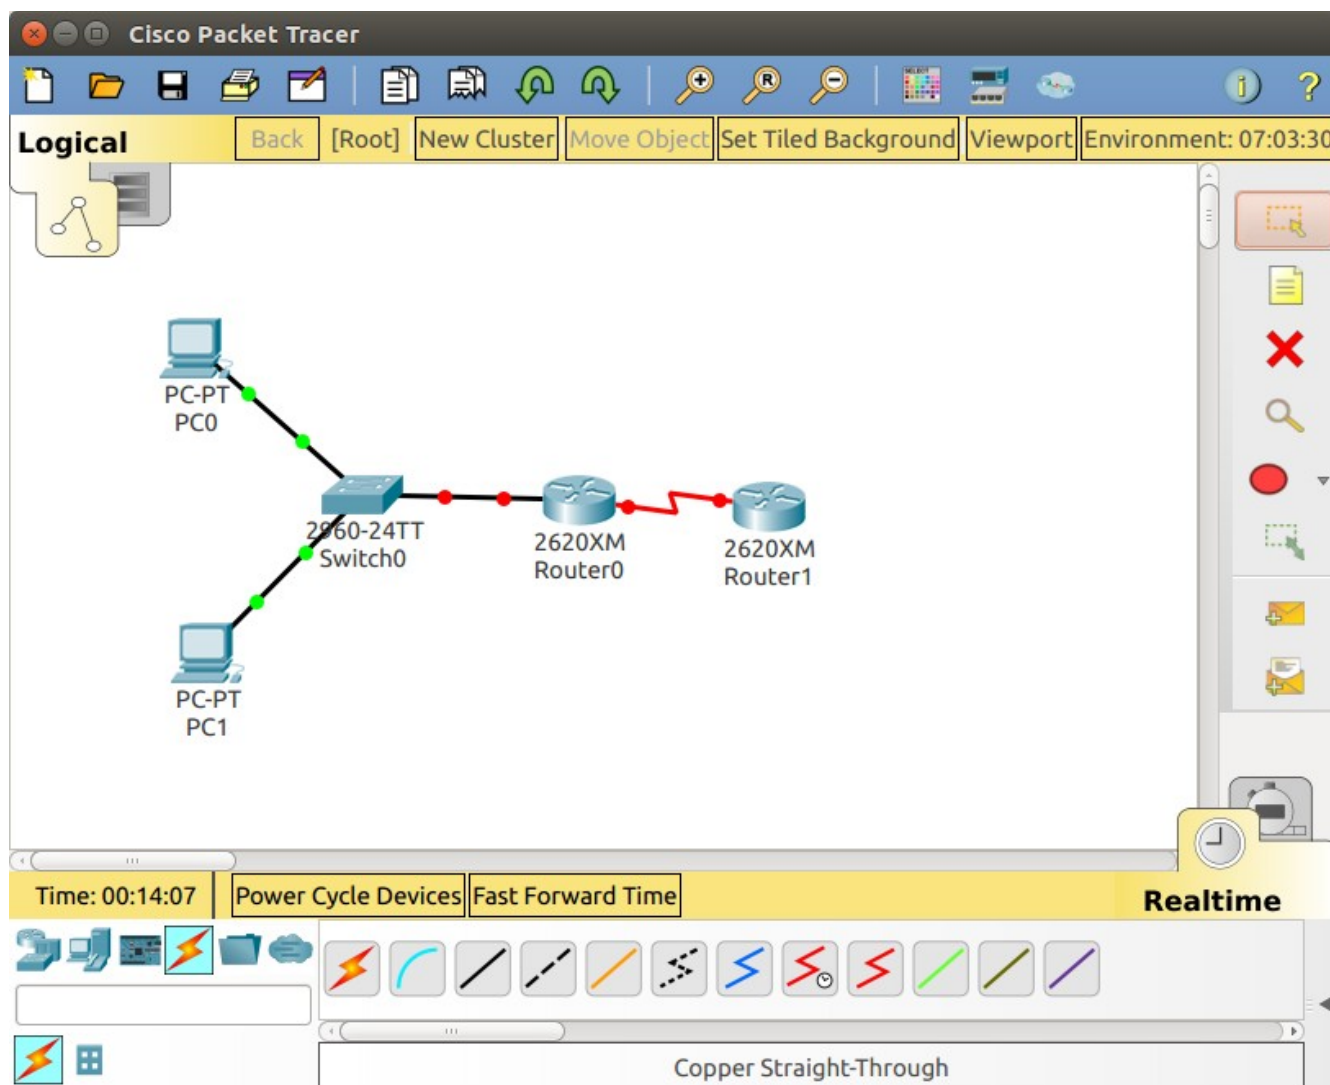 Cisco Packet Tracer
SELECT
R
i
?
Logical
Back
[Root]
New Cluster
Move Object
Set Tiled Background
Viewport
Environment: 07:03:30
PC-PT
PC0
2960-24TT
Switch0
2620XM
Router0
2620XM
Router1
PC-PT
PC1
Time: 00:14:07
Power Cycle Devices
Fast Forward Time
Realtime
Copper Straight-Through